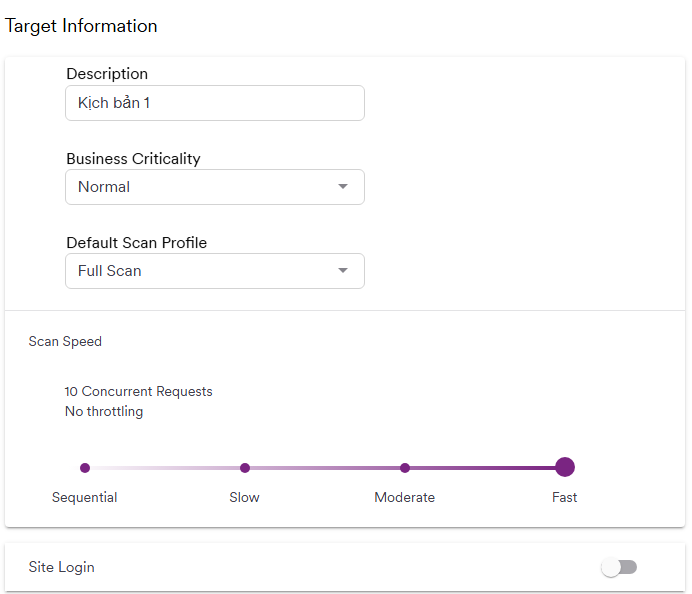 Target Information
Description
Kịch bản 1
Business Criticality
Normal
Default Scan Profile
Full Scan
Scan Speed
10 Concurrent Requests
No throttling
Sequential Slow Moderate Fast
Site Login